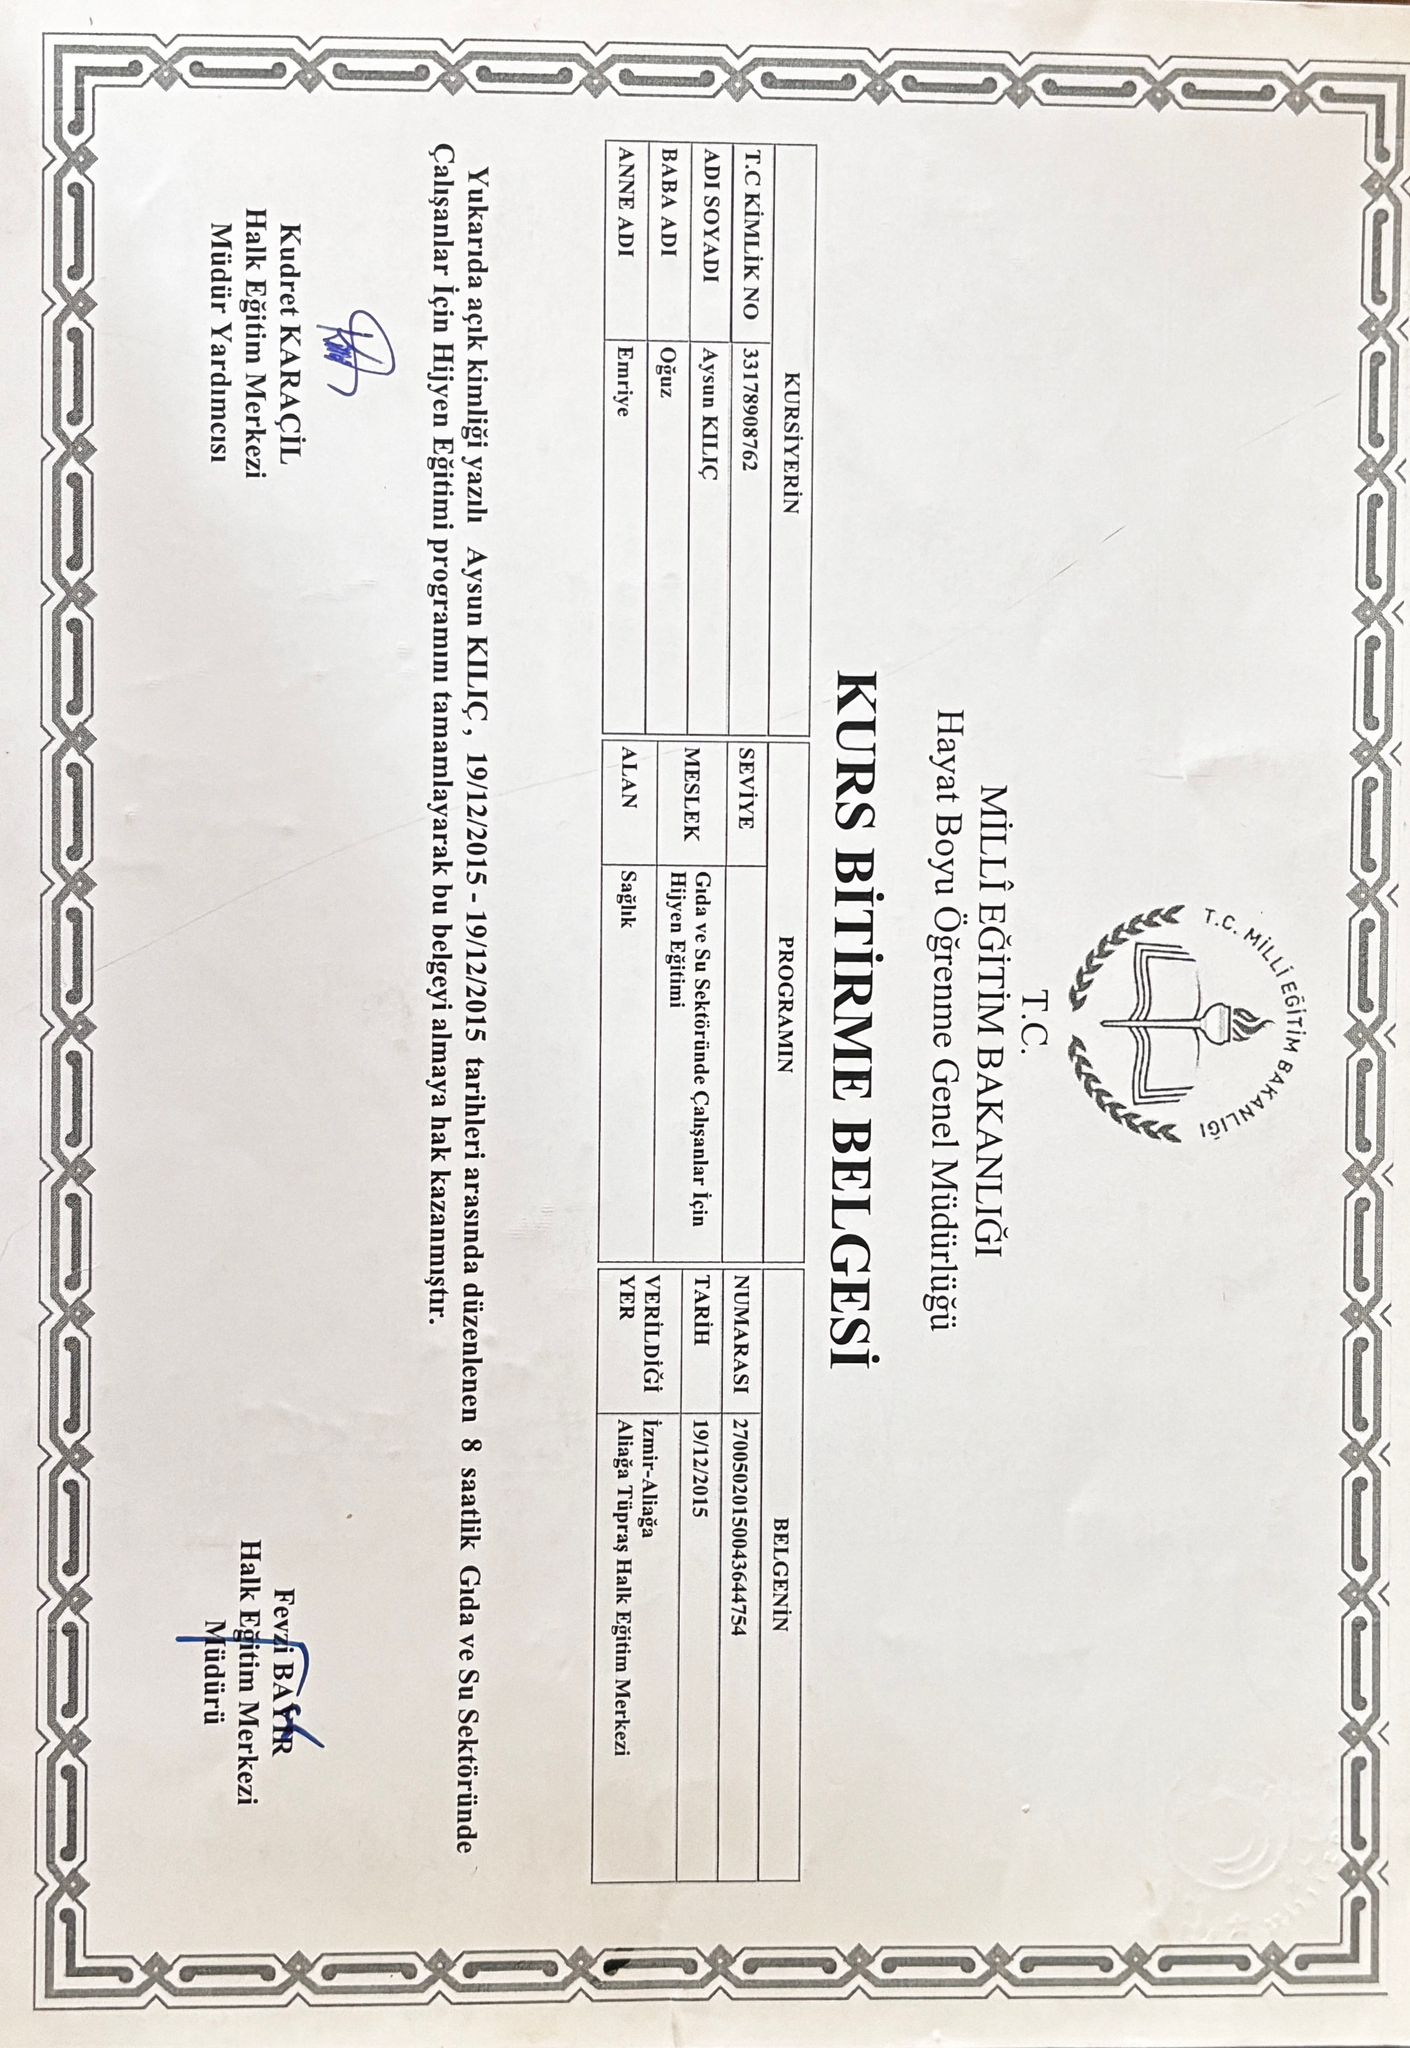 T.C. MİLLİ EĞİTİM BAKANLIĞI
T.C.
MİLLÎ EĞİTİM BAKANLIĞI
Hayat Boyu Öğrenme Genel Müdürlüğü
KURS BİTİRME BELGESİ
KURSİYERİN
T.C KİMLİK NO 33178908762
ADI SOYADI Aysun KILIÇ
BABA ADI Oğuz
ANNE ADI Emriye
PROGRAMIN
SEVİYE
MESLEK Gıda ve Su Sektöründe Çalışanlar İçin
Hijyen Eğitimi
ALAN Sağlık
BELGENİN
NUMARASI 27005020150043644754
TARİH 19/12/2015
VERİLDİĞİ İzmir-Aliağa
YER Aliağa Tüpraş Halk Eğitim Merkezi
Yukarıda açık kimliği yazılı Aysun KILIÇ , 19/12/2015 - 19/12/2015 tarihleri arasında düzenlenen 8 saatlik Gıda ve Su Sektöründe
Çalışanlar İçin Hijyen Eğitimi programını tamamlayarak bu belgeyi almaya hak kazanmıştır.
Kudret KARAÇİL
Halk Eğitim Merkezi
Müdür Yardımcısı
Fevzi BAYIR
Halk Eğitim Merkezi
Müdürü